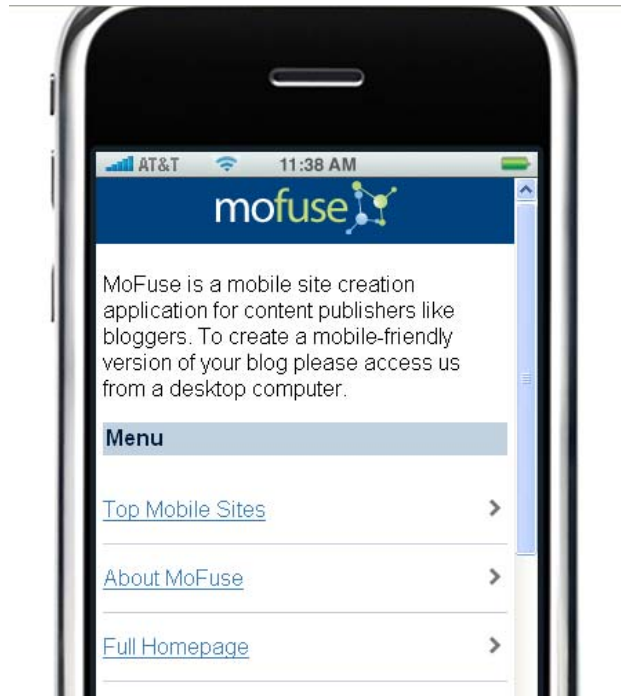 AT&T 11:38 AM
mofuse
MoFuse is a mobile site creation
application for content publishers like
bloggers. To create a mobile-friendly
version of your blog please access us
from a desktop computer.
Menu
Top Mobile Sites
About MoFuse
Full Homepage